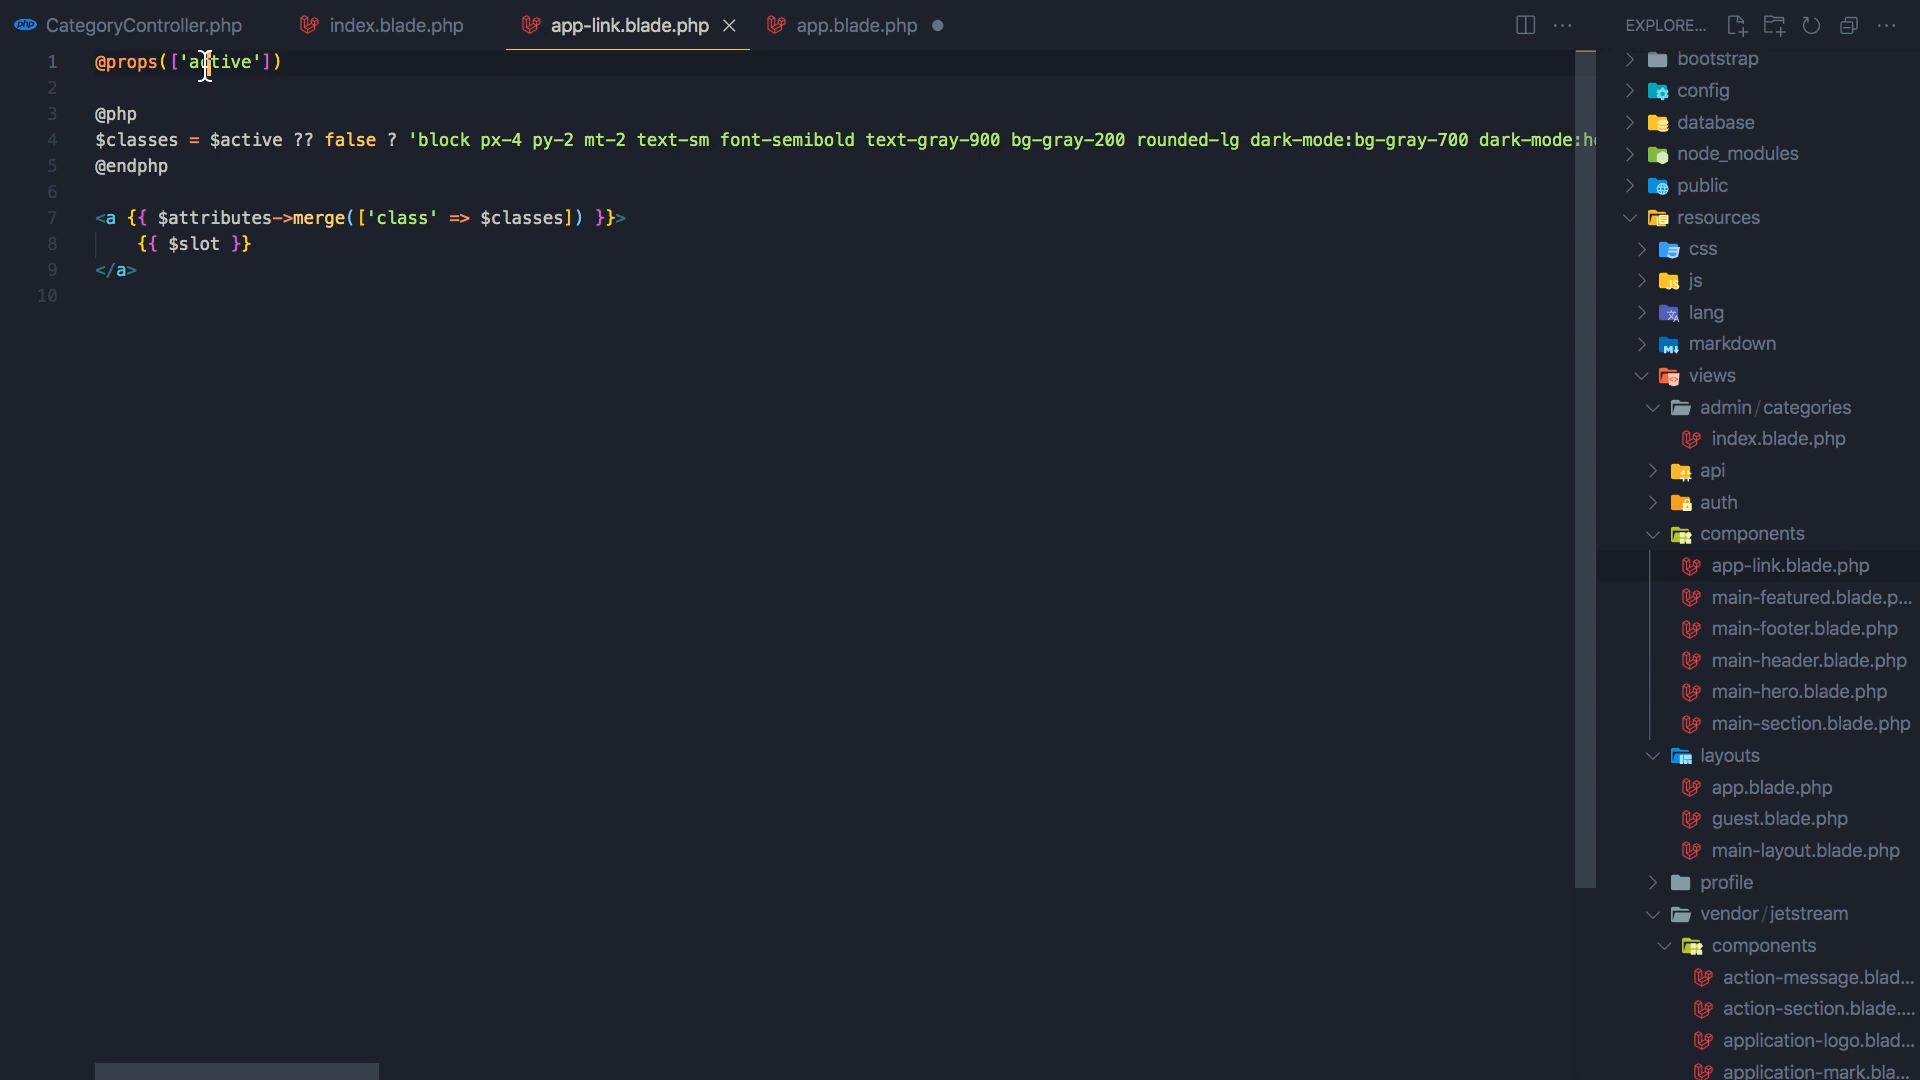 CategoryController.php
index.blade.php
app-link.blade.php
app.blade.php
EXPLORE...
1 @props(['active'])
2
3 @php
4 $classes = $active ?? false ? 'block px-4 py-2 mt-2 text-sm font-semibold text-gray-900 bg-gray-200 rounded-lg dark-mode:bg-gray-700 dark-mode:h
5 @endphp
6
7 <a {{ $attributes->merge(['class' => $classes]) }}>
8 {{ $slot }}
9 </a>
10
bootstrap
config
database
node_modules
public
resources
css
js
lang
markdown
views
admin / categories
index.blade.php
api
auth
components
app-link.blade.php
main-featured.blade.p...
main-footer.blade.php
main-header.blade.php
main-hero.blade.php
main-section.blade.php
layouts
app.blade.php
guest.blade.php
main-layout.blade.php
profile
vendor / jetstream
components
action-message.blad...
action-section.blade....
application-logo.blad...
application-mark.bla...